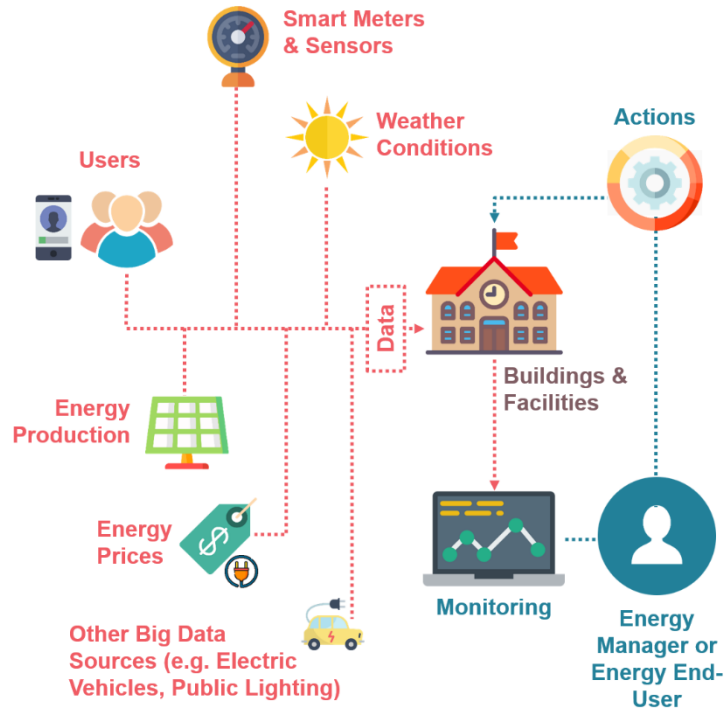 Smart Meters
& Sensors
Weather
Conditions
Actions
Users
Data
Buildings &
Facilities
Energy
Production
Energy
Prices
$
Monitoring
Other Big Data
Sources (e.g. Electric
Vehicles, Public Lighting)
Energy
Manager or
Energy End-
User